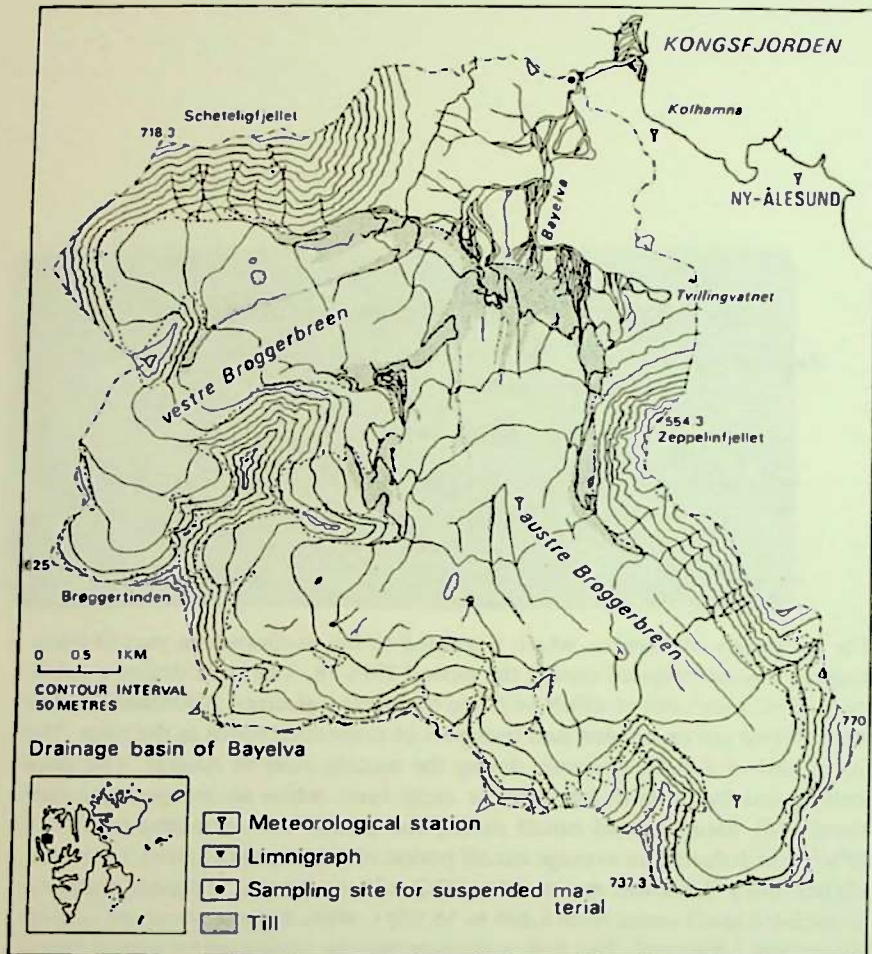 KONGSFJORDEN
Scheteligfjellet
718.3
Kolhamna
NY-ÅLESUND
Bayelva
Tvillingvatnet
vestre Brøggerbreen
554.3
Zeppelinfjellet
austre Brøggerbreen
25
Brøggertinden
0 05 1KM
CONTOUR INTERVAL
50 METRES
770
Drainage basin of Bayelva
Meteorological station
Limnigraph
737.3
Sampling site for suspended ma-
terial
Till